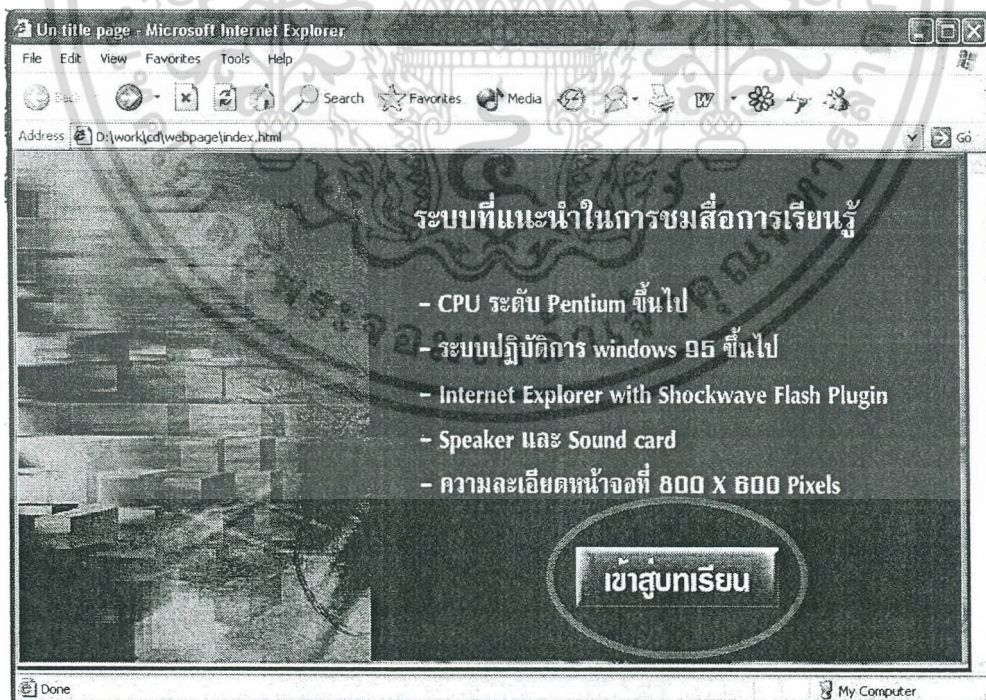 Un title page - Microsoft Internet Explorer
File Edit View Favorites Tools Help
Back Search Favorites Media
Address D:\work\cd\webpage\index.html Go
ระบบที่แนะนำในการชมสื่อการเรียนรู้
- CPU ระดับ Pentium ขึ้นไป
- ระบบปฏิบัติการ windows 95 ขึ้นไป
- Internet Explorer with Shockwave Flash Plugin
- Speaker และ Sound card
- ความละเอียดหน้าจอที่ 800 X 600 Pixels
เข้าสู่บทเรียน
Done My Computer